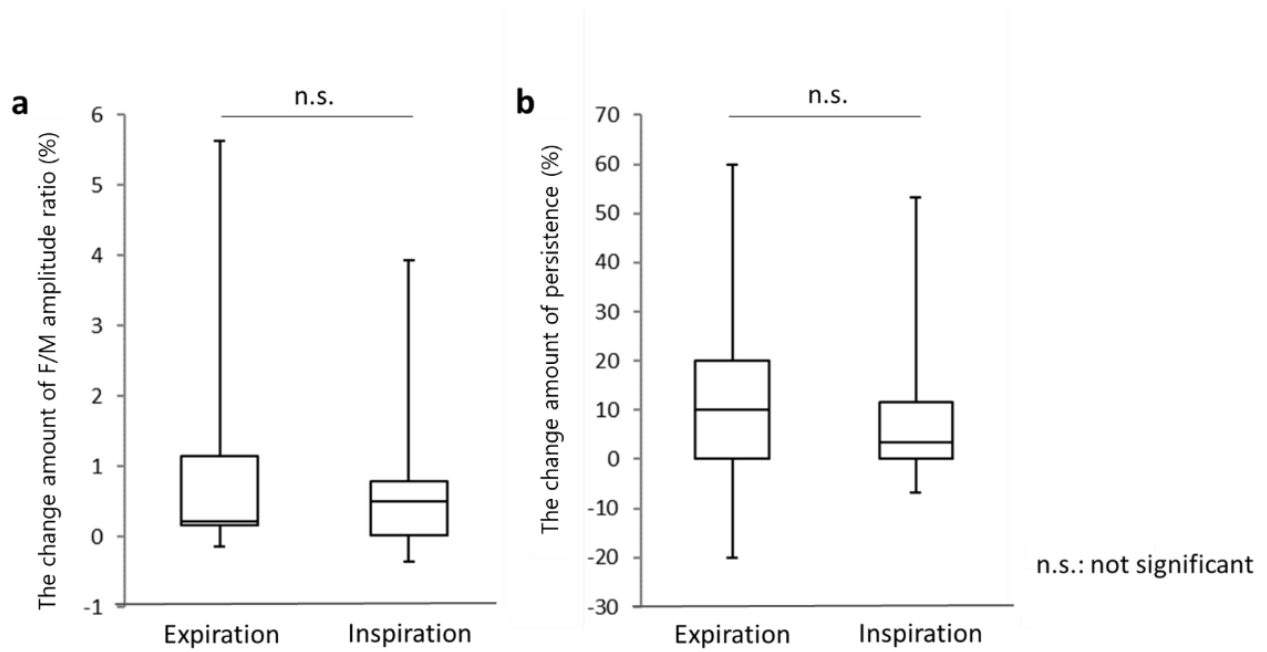 a
n.s.
The change amount of F/M amplitude ratio (%)
6
5
4
3
2
1
0
-1
Expiration
Inspiration
b
n.s.
The change amount of persistence (%)
70
60
50
40
30
20
10
0
-10
-20
-30
Expiration
Inspiration
n.s.: not significant